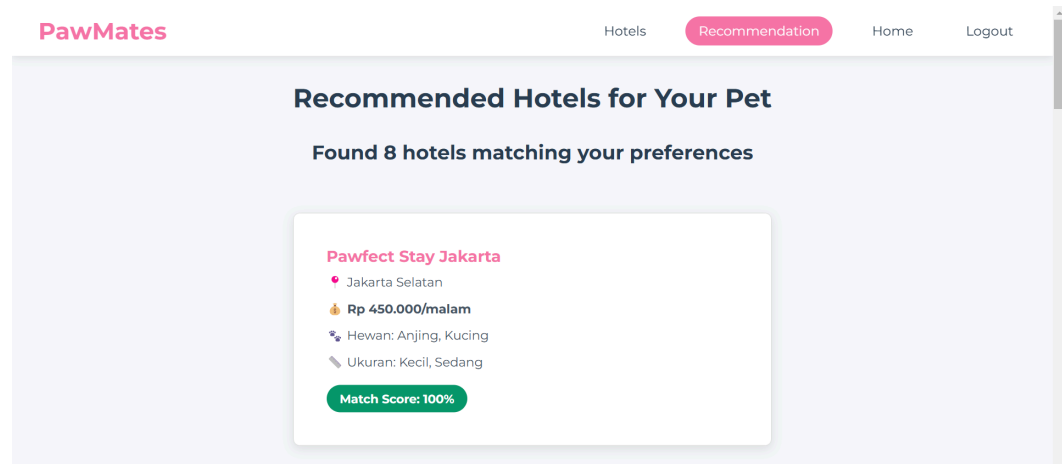 PawMates
Hotels
Recommendation
Home
Logout
Recommended Hotels for Your Pet
Found 8 hotels matching your preferences
Pawfect Stay Jakarta
Jakarta Selatan
Rp 450.000/malam
Hewan: Anjing, Kucing
Ukuran: Kecil, Sedang
Match Score: 100%